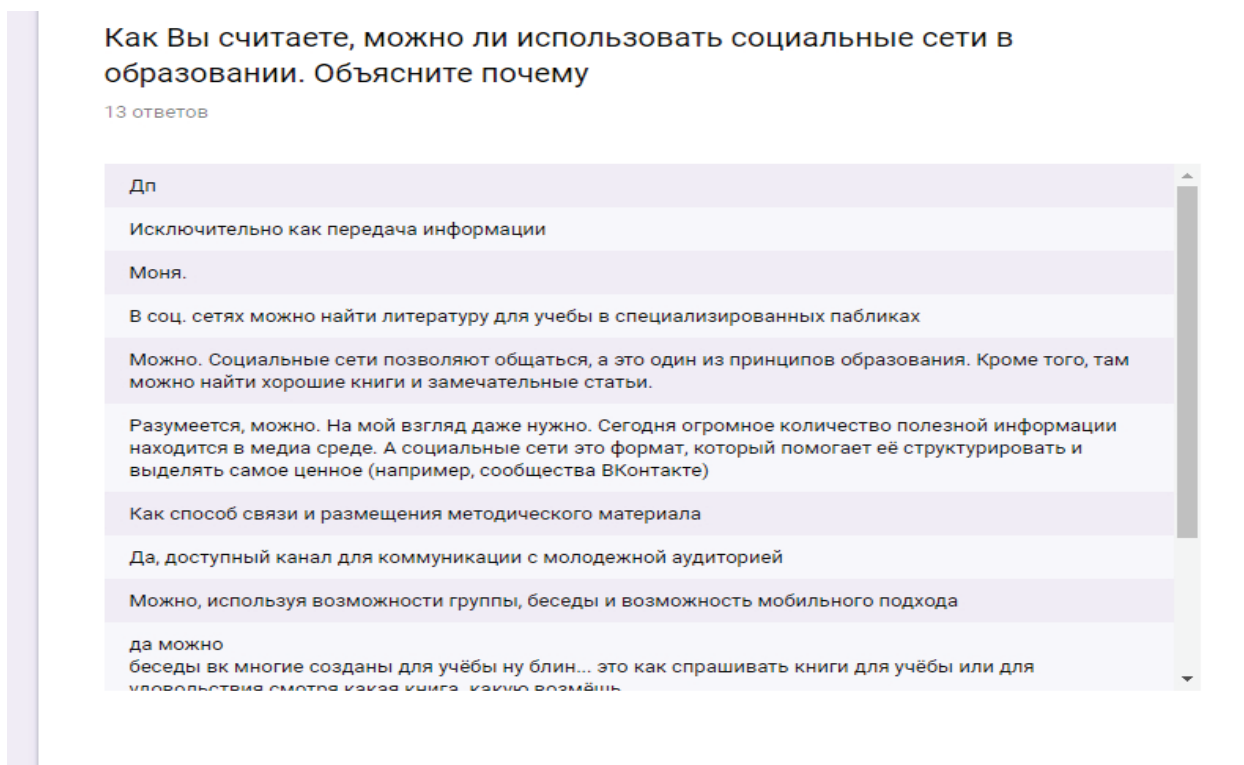 Как Вы считаете, можно ли использовать социальные сети в
образовании. Объясните почему
13 ответов
Дп
Исключительно как передача информации
Моня.
В соц. сетях можно найти литературу для учебы в специализированных пабликах
Можно. Социальные сети позволяют общаться, а это один из принципов образования. Кроме того, там
можно найти хорошие книги и замечательные статьи.
Разумеется, можно. На мой взгляд даже нужно. Сегодня огромное количество полезной информации
находится в медиа среде. А социальные сети это формат, который помогает её структурировать и
выделять самое ценное (например, сообщества ВКонтакте)
Как способ связи и размещения методического материала
Да, доступный канал для коммуникации с молодежной аудиторией
Можно, используя возможности группы, беседы и возможность мобильного подхода
да можно
беседы вк многие созданы для учёбы ну блин... это как спрашивать книги для учёбы или для
удовольствия смотря какая книга, какую возмёшь